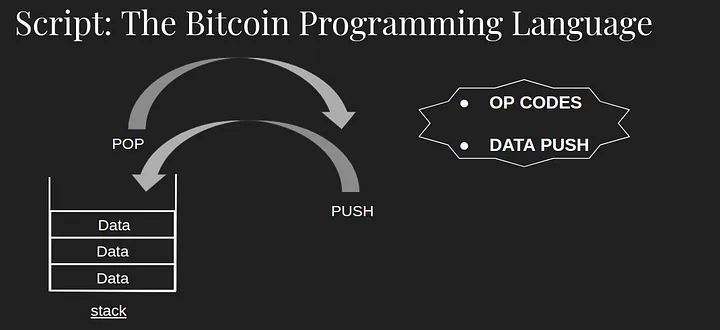 Script: The Bitcoin Programming Language
● OP CODES
● DATA PUSH
POP
PUSH
Data
Data
Data
stack